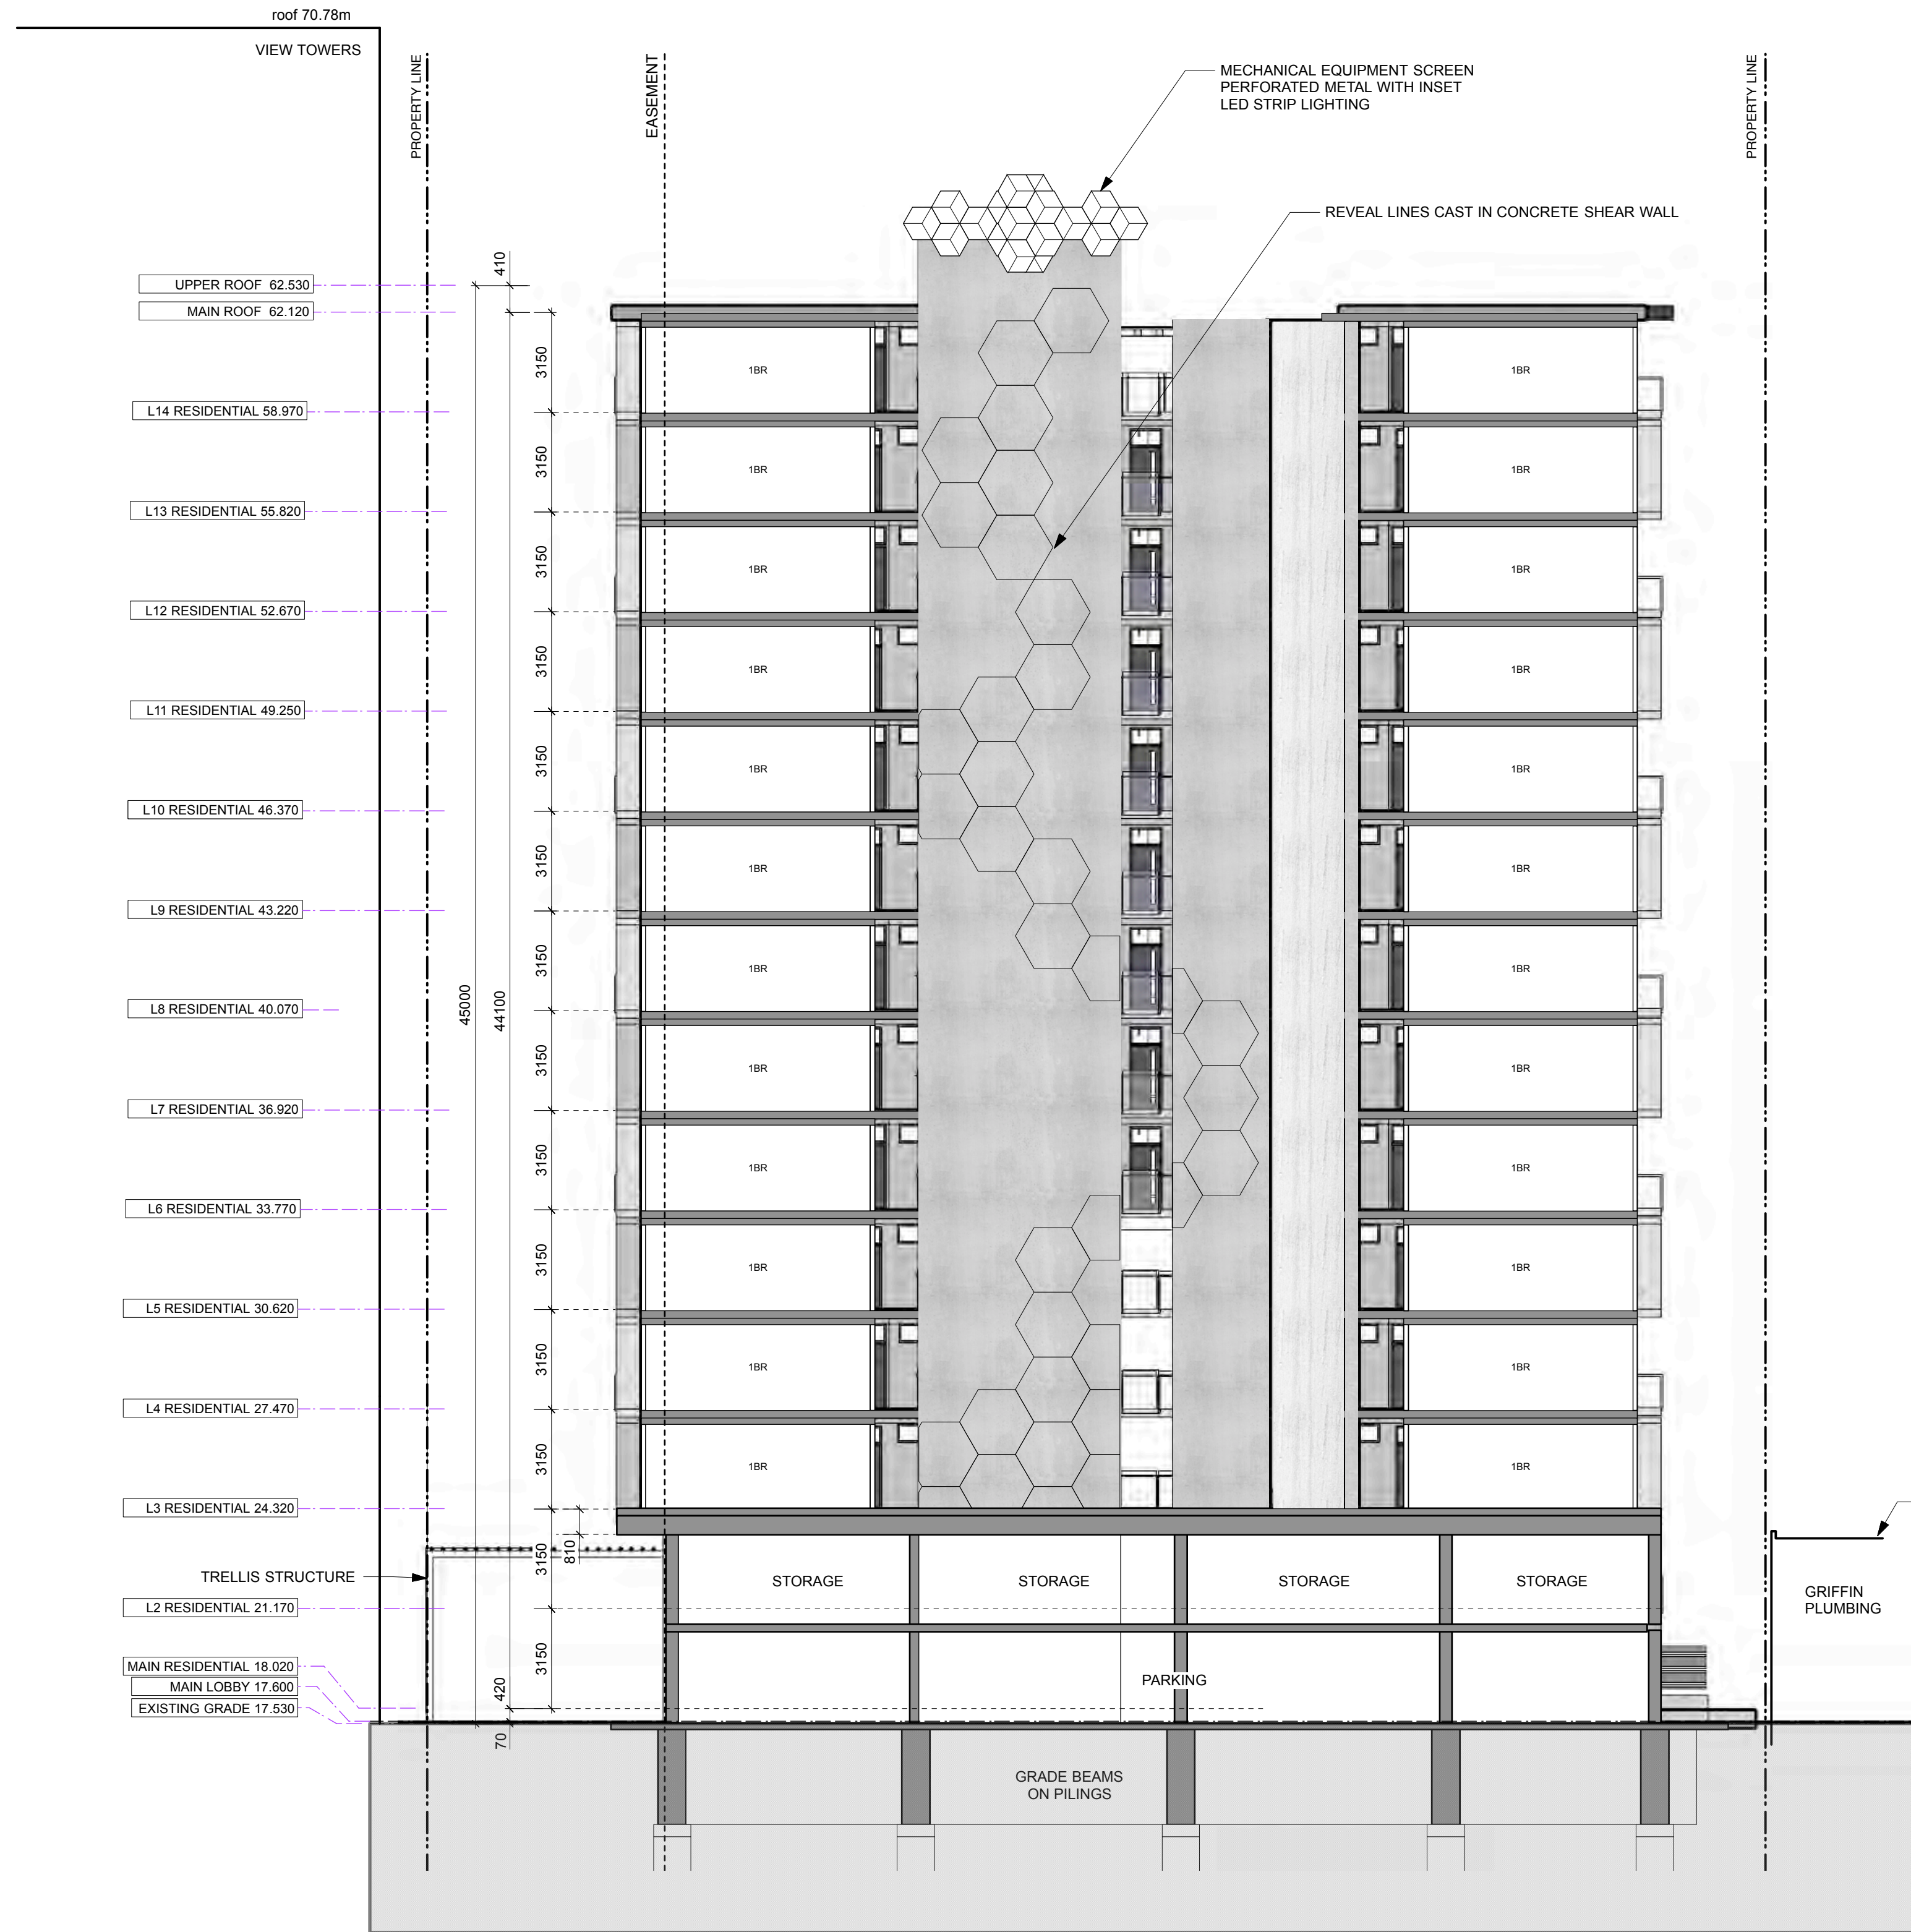 roof 70.78m
VIEW TOWERS
PROPERTY LINE
EASEMENT
MECHANICAL EQUIPMENT SCREEN
PERFORATED METAL WITH INSET
LED STRIP LIGHTING
PROPERTY LINE
REVEAL LINES CAST IN CONCRETE SHEAR WALL
410
UPPER ROOF 62.530
MAIN ROOF 62.120
3150
1BR
1BR
L14 RESIDENTIAL 58.970
3150
1BR
1BR
L13 RESIDENTIAL 55.820
3150
1BR
1BR
L12 RESIDENTIAL 52.670
3150
1BR
1BR
L11 RESIDENTIAL 49.250
3150
1BR
1BR
L10 RESIDENTIAL 46.370
3150
1BR
1BR
L9 RESIDENTIAL 43.220
3150
1BR
1BR
L8 RESIDENTIAL 40.070
45000
44100
3150
1BR
1BR
L7 RESIDENTIAL 36.920
3150
1BR
1BR
L6 RESIDENTIAL 33.770
3150
1BR
1BR
L5 RESIDENTIAL 30.620
3150
1BR
1BR
L4 RESIDENTIAL 27.470
3150
1BR
1BR
L3 RESIDENTIAL 24.320
3150
810
TRELLIS STRUCTURE
STORAGE
STORAGE
STORAGE
STORAGE
GRIFFIN
PLUMBING
L2 RESIDENTIAL 21.170
3150
MAIN RESIDENTIAL 18.020
MAIN LOBBY 17.600
EXISTING GRADE 17.530
420
PARKING
70
GRADE BEAMS
ON PILINGS